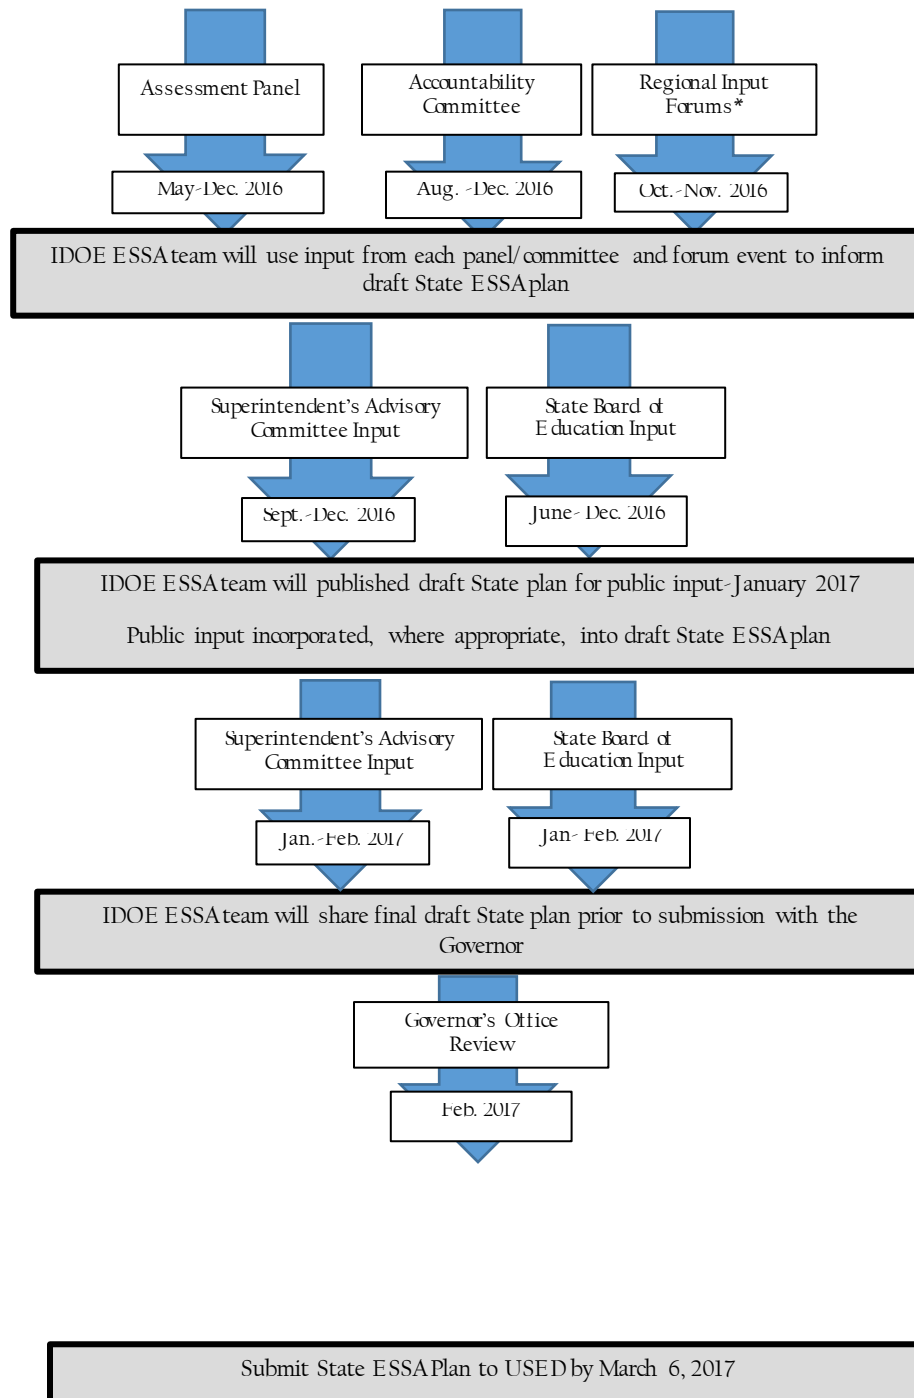 Assessment Panel
Accountability
Committee
Regional Input
Forums*
May-Dec. 2016
Aug. -Dec. 2016
Oct.-Nov. 2016
IDOE ESSA team will use input from each panel/committee and forum event to inform
draft State ESSA plan
Superintendent's Advisory
Committee Input
State Board of
Education Input
Sept.-Dec. 2016
June- Dec. 2016
IDOE ESSA team will published draft State plan for public input-January 2017
Public input incorporated, where appropriate, into draft State ESSA plan
Superintendent's Advisory
Committee Input
State Board of
Education Input
Jan.-Feb. 2017
Jan- Feb. 2017
IDOE ESSA team will share final draft State plan prior to submission with the
Governor
Governor's Office
Review
Feb. 2017
Submit State ESSA Plan to USED by March 6, 2017